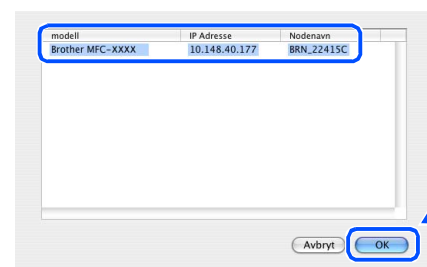 modell IP Adresse Nodenavn
Brother MFC-XXXX 10.148.40.177 BRN_22415C
Avbryt OK